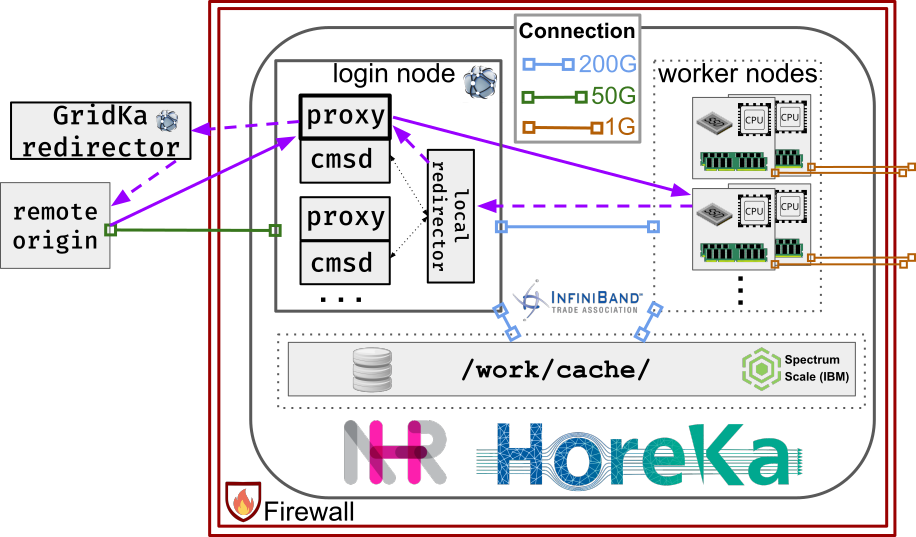 Connection
200G
50G
1G
login node
worker nodes
GridKa
redirector
remote
origin
proxy
cmsd
proxy
cmsd
. . .
local
redirector
CPU
CPU
CPU
CPU
INFINIBAND™
TRADE ASSOCIATION
/work/cache/
Spectrum
Scale (IBM)
NHR
HoreKa
Firewall